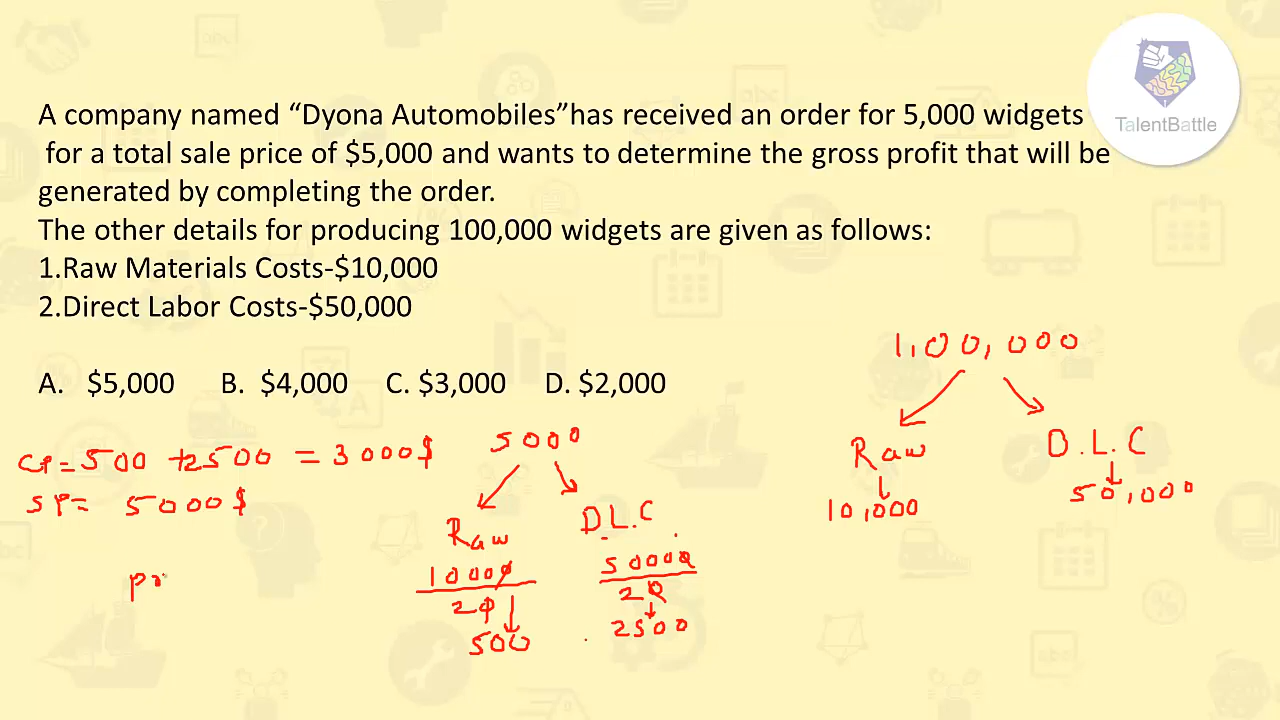 A company named “Dyona Automobiles”has received an order for 5,000 widgets
for a total sale price of $5,000 and wants to determine the gross profit that will be
generated by completing the order.
The other details for producing 100,000 widgets are given as follows:
1.Raw Materials Costs-$10,000
2.Direct Labor Costs-$50,000
A. $5,000 B. $4,000 C. $3,000 D. $2,000
TalentBattle
1,00,000
Raw D.L.C
10,000 50,000
5000
Raw D.L.C
10000 50000
20 20
500 2500
CP = 500 + 2500 = 3000$
SP = 5000$
pr